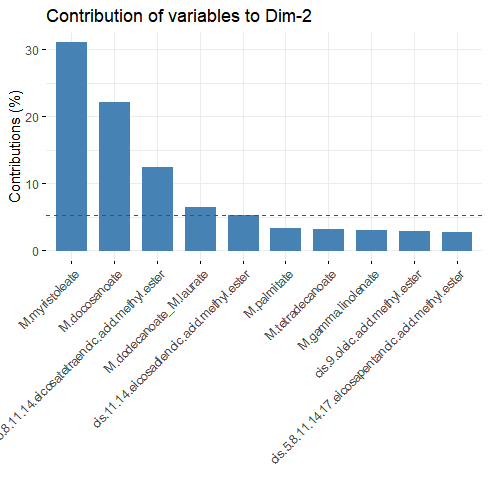 Contribution of variables to Dim-2
Contributions (%)
30
20
10
0
M.myristoleate
M.docosanoate
5.8.11.14.eicosatetraenoic.acid.methyl.ester
M.dodecanoate_M.laurate
cis.11.14.eicosadienoic.acid.methyl.ester
M.palmitate
M.tetradecanoate
M.gamma.linolenate
cis.9.oleic.acid.methyl.ester
cis.5.8.11.14.17.eicosapentanoic.acid.methyl.ester